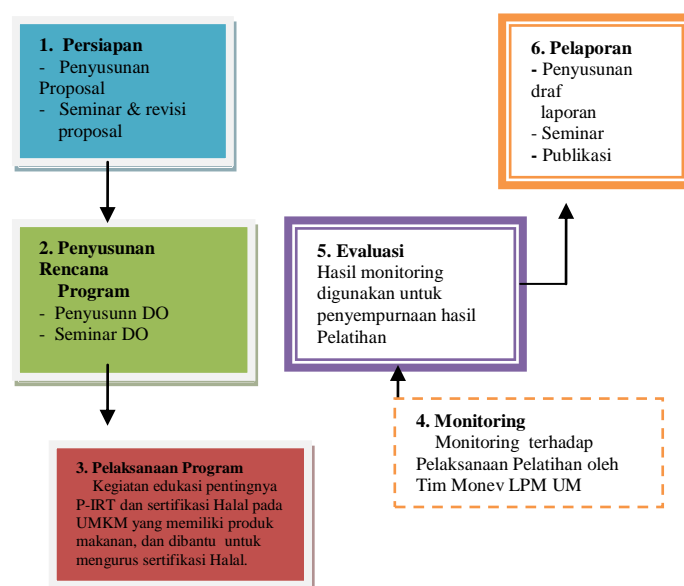 1. Persiapan
- Penyusunan
Proposal
- Seminar & revisi
proposal
2. Penyusunan
Rencana
Program
- Penyusunn DO
- Seminar DO
3. Pelaksanaan Program
Kegiatan edukasi pentingnya
P-IRT dan sertifikasi Halal pada
UMKM yang memiliki produk
makanan, dan dibantu untuk
mengurus sertifikasi Halal.
4. Monitoring
Monitoring terhadap
Pelaksanaan Pelatihan oleh
Tim Monev LPM UM
5. Evaluasi
Hasil monitoring
digunakan untuk
penyempurnaan hasil
Pelatihan
6. Pelaporan
- Penyusunan
draf
laporan
- Seminar
- Publikasi